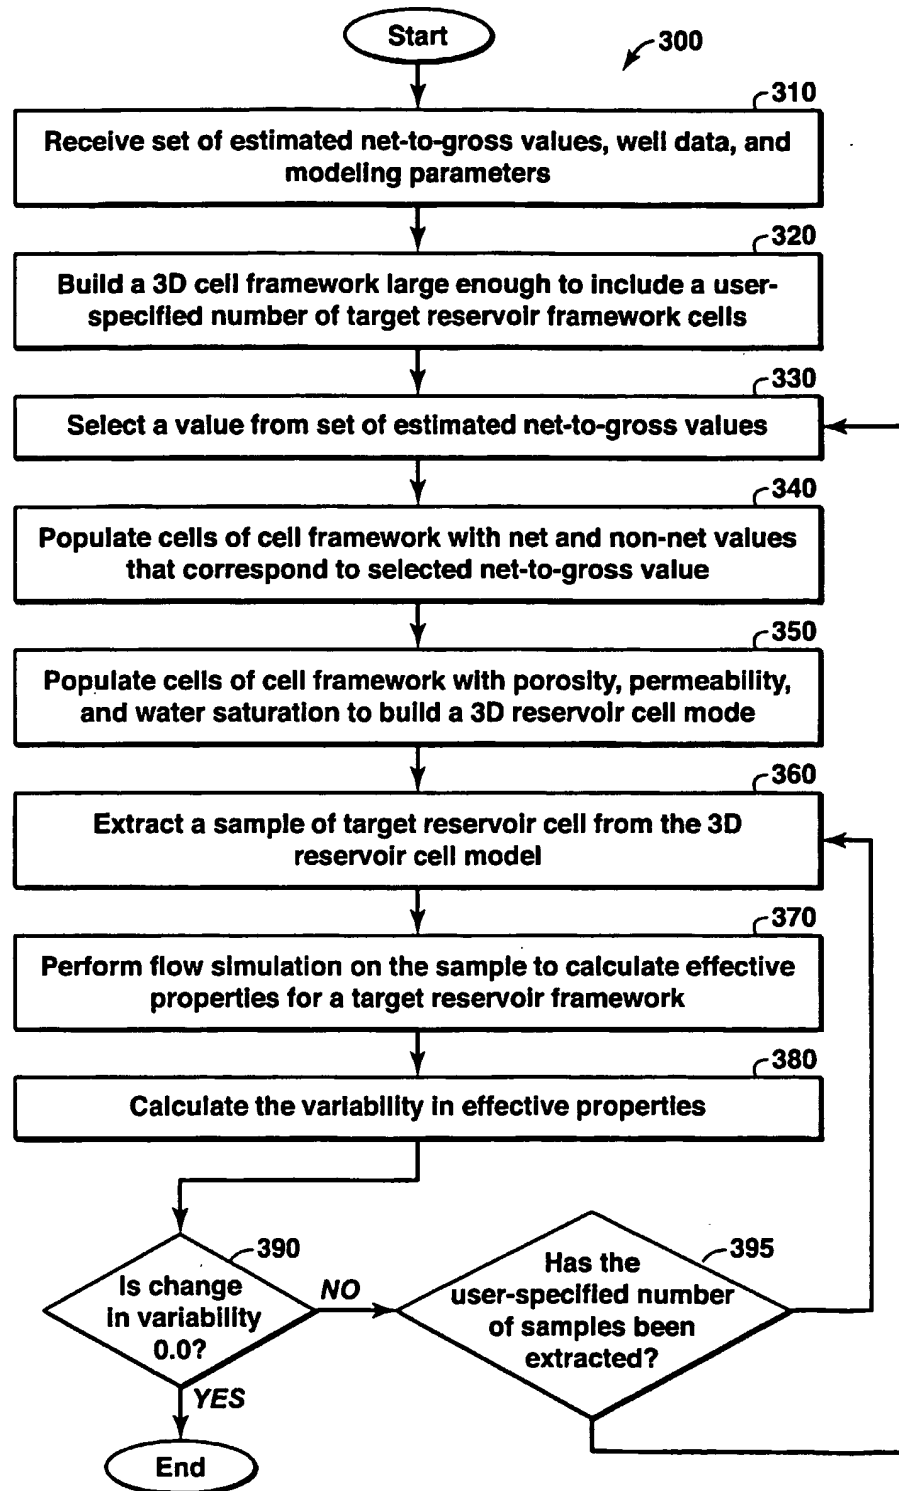 Start
300
310
Receive set of estimated net-to-gross values, well data, and
modeling parameters
320
Build a 3D cell framework large enough to include a user-
specified number of target reservoir framework cells
330
Select a value from set of estimated net-to-gross values
340
Populate cells of cell framework with net and non-net values
that correspond to selected net-to-gross value
350
Populate cells of cell framework with porosity, permeability,
and water saturation to build a 3D reservoir cell mode
360
Extract a sample of target reservoir cell from the 3D
reservoir cell model
370
Perform flow simulation on the sample to calculate effective
properties for a target reservoir framework
380
Calculate the variability in effective properties
390
Is change
in variability
0.0?
NO
YES
395
Has the
user-specified number
of samples been
extracted?
End